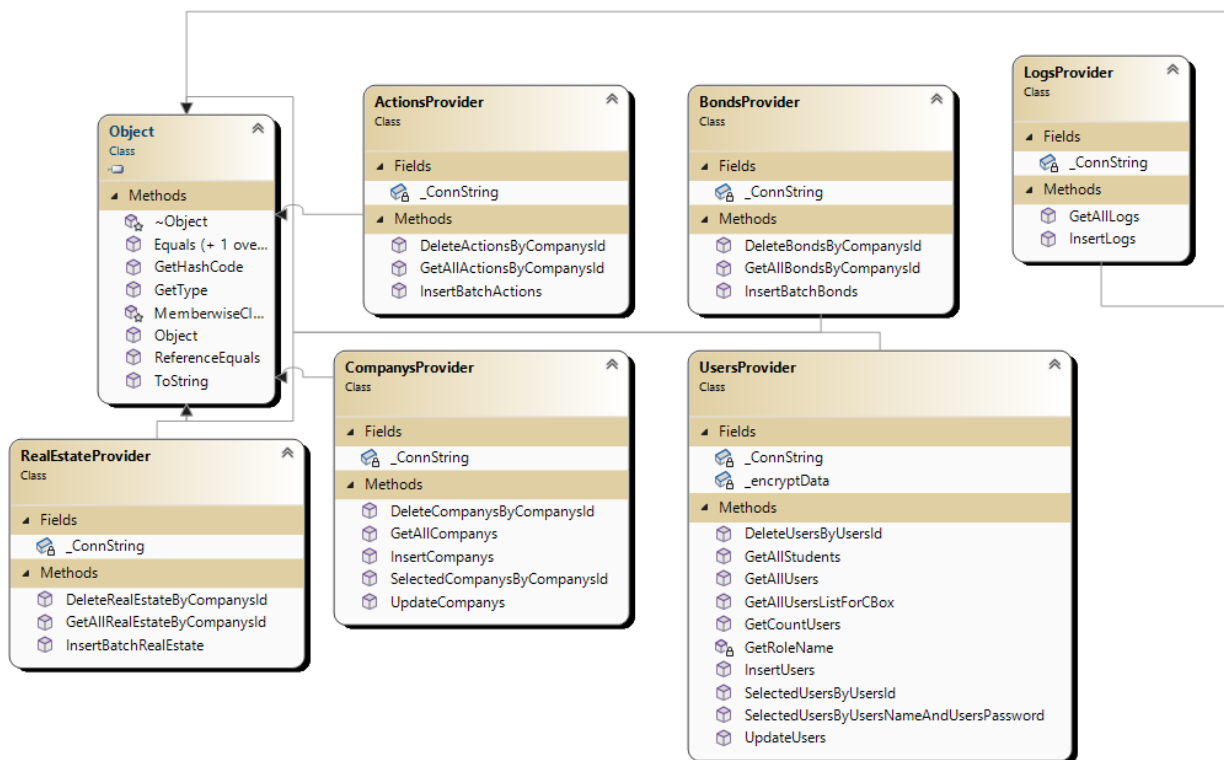 Object
Class
Methods
~Object
Equals (+ 1 ove...
GetHashCode
GetType
MemberwiseCl...
Object
ReferenceEquals
ToString
ActionsProvider
Class
Fields
_ConnString
Methods
DeleteActionsByCompanysId
GetAllActionsByCompanysId
InsertBatchActions
BondsProvider
Class
Fields
_ConnString
Methods
DeleteBondsByCompanysId
GetAllBondsByCompanysId
InsertBatchBonds
LogsProvider
Class
Fields
_ConnString
Methods
GetAllLogs
InsertLogs
RealEstateProvider
Class
Fields
_ConnString
Methods
DeleteRealEstateByCompanysId
GetAllRealEstateByCompanysId
InsertBatchRealEstate
CompanysProvider
Class
Fields
_ConnString
Methods
DeleteCompanysByCompanysId
GetAllCompanys
InsertCompanys
SelectedCompanysByCompanysId
UpdateCompanys
UsersProvider
Class
Fields
_ConnString
_encryptData
Methods
DeleteUsersByUsersId
GetAllStudents
GetAllUsers
GetAllUsersListForCBox
GetCountUsers
GetRoleName
InsertUsers
SelectedUsersByUsersId
SelectedUsersByUsersNameAndUsersPassword
UpdateUsers